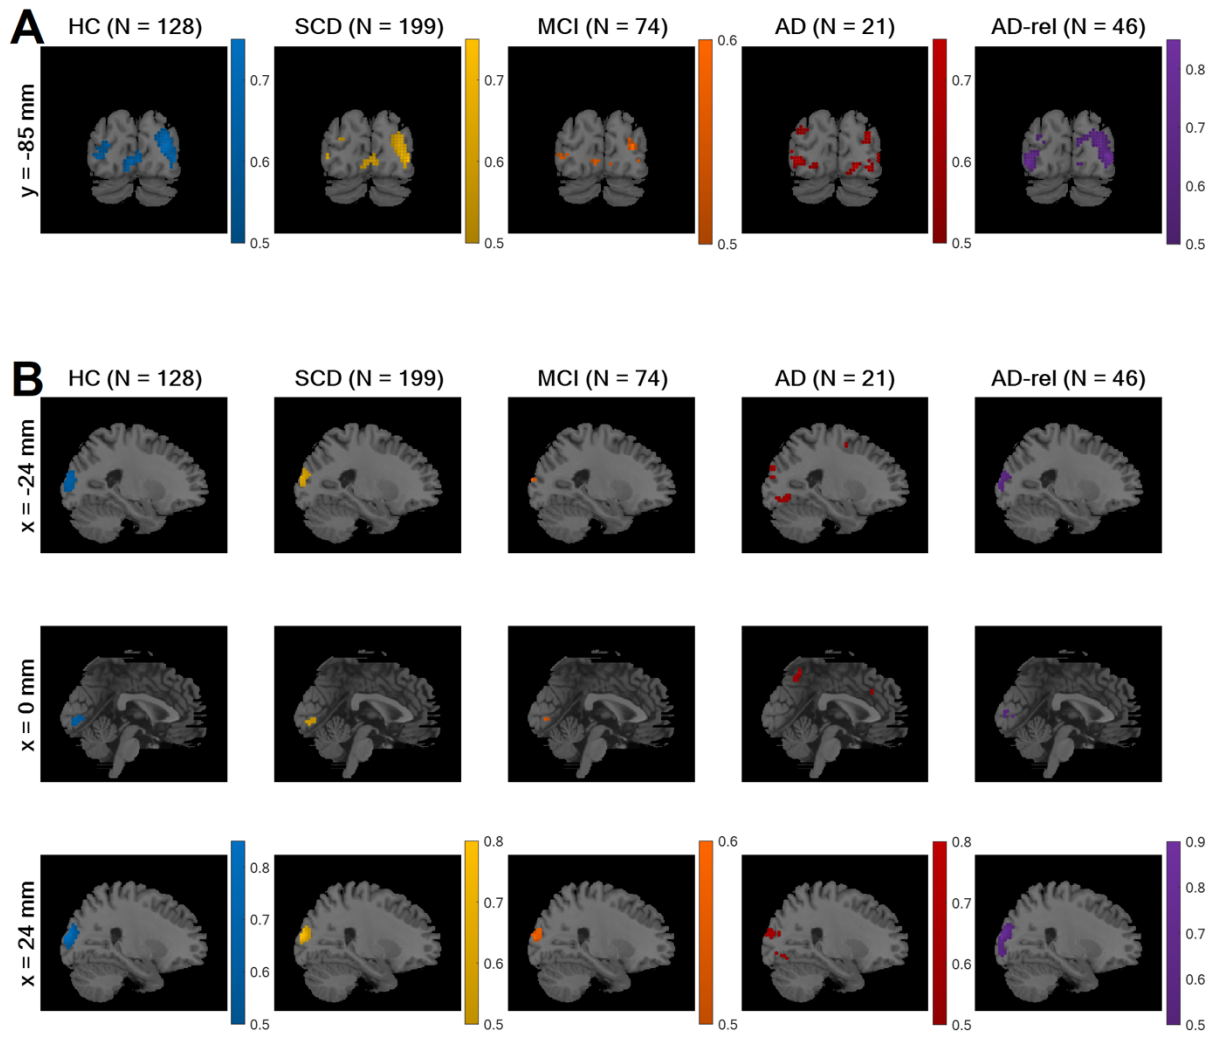 A
HC (N = 128) SCD (N = 199) MCI (N = 74) AD (N = 21) AD-rel (N = 46)
y = -85 mm
0.7 0.7 0.6 0.7 0.8
0.7
0.6 0.6 0.6
0.6
0.5 0.5 0.5 0.5 0.5
B
HC (N = 128) SCD (N = 199) MCI (N = 74) AD (N = 21) AD-rel (N = 46)
x = -24 mm
x = 0 mm
x = 24 mm
0.8 0.8 0.6 0.8 0.9
0.8
0.7 0.7 0.7 0.7
0.6 0.6 0.6 0.6
0.5 0.5 0.5 0.5 0.5